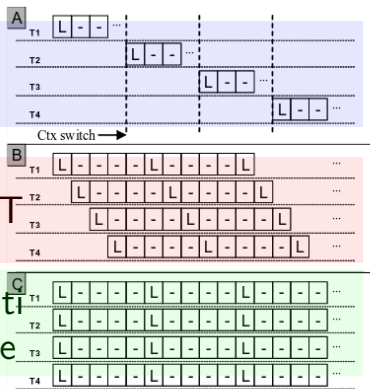 A
T1 L - - ...
T2 L - - ...
T3 L - - ...
T4 L - - ...
Ctx switch
B
T1 L - - - - L - - - - L ...
T
T2 L - - - - L - - - - L ...
T3 L - - - - L - - - - L ...
T4 L - - - - L - - - - L ...
C
T1 L - - - - L - - - - L - - - - ...
ti
T2 L - - - - L - - - - L - - - - ...
T3 L - - - - L - - - - L - - - - ...
e
T4 L - - - - L - - - - L - - - - ...